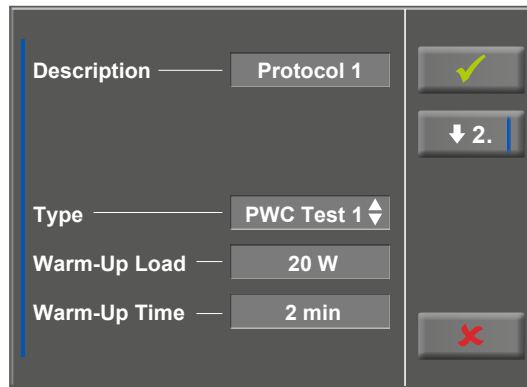 Description Protocol 1
2.
Type PWC Test 1
Warm-Up Load 20 W
Warm-Up Time 2 min